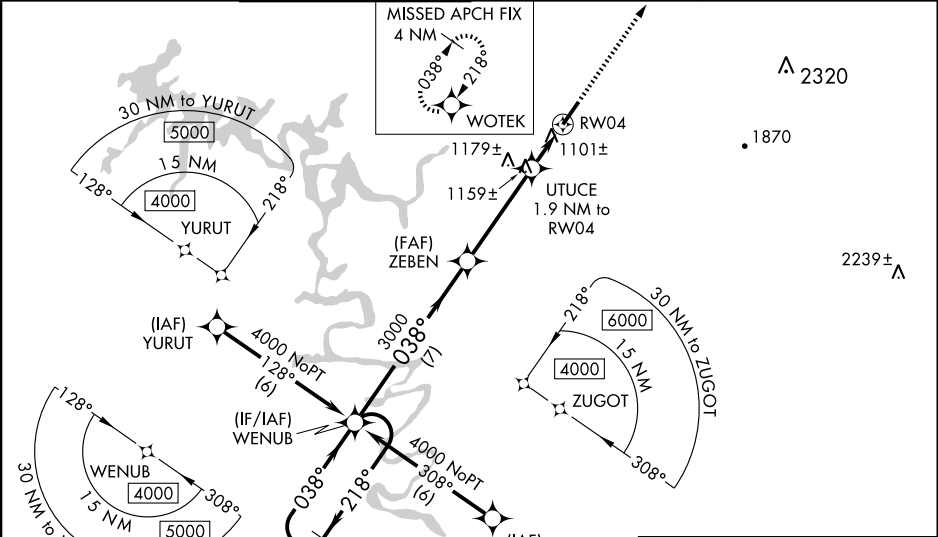 MISSED APCH FIX
4 NM
038°
218°
WOTEK
2320
RW04
1870
1179±
1101±
1159±
UTUCE
1.9 NM to
RW04
30 NM to YURUT
5000
15 NM
128°
218°
4000
YURUT
(FAF)
ZEBEN
2239±
(IAF)
YURUT
4000 NoPT
128°
(6)
3000
038°
(7)
218°
30 NM to ZUGOT
6000
15 NM
4000
ZUGOT
308°
(IF/IAF)
WENUB
4000 NoPT
308°
(6)
128°
WENUB
4000
308°
15 NM
30 NM to
5000
038°
218°
(IAF)